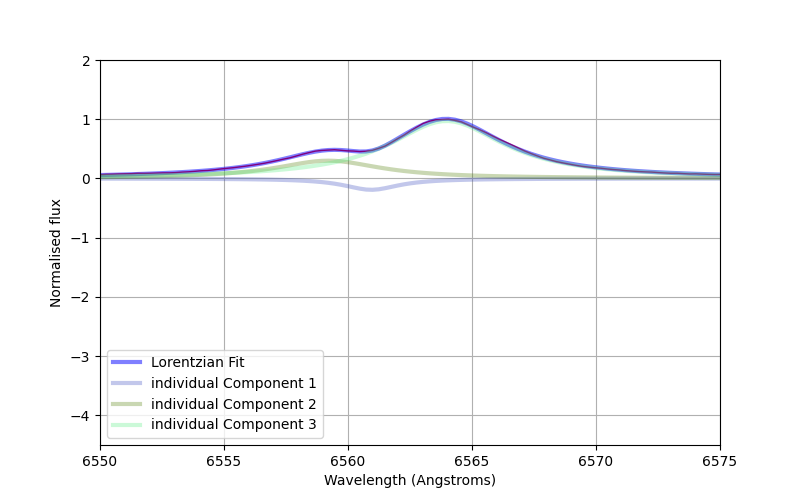 2
1
0
−1
−2
−3
−4
Normalised flux
Lorentzian Fit
individual Component 1
individual Component 2
individual Component 3
6550 6555 6560 6565 6570 6575
Wavelength (Angstroms)